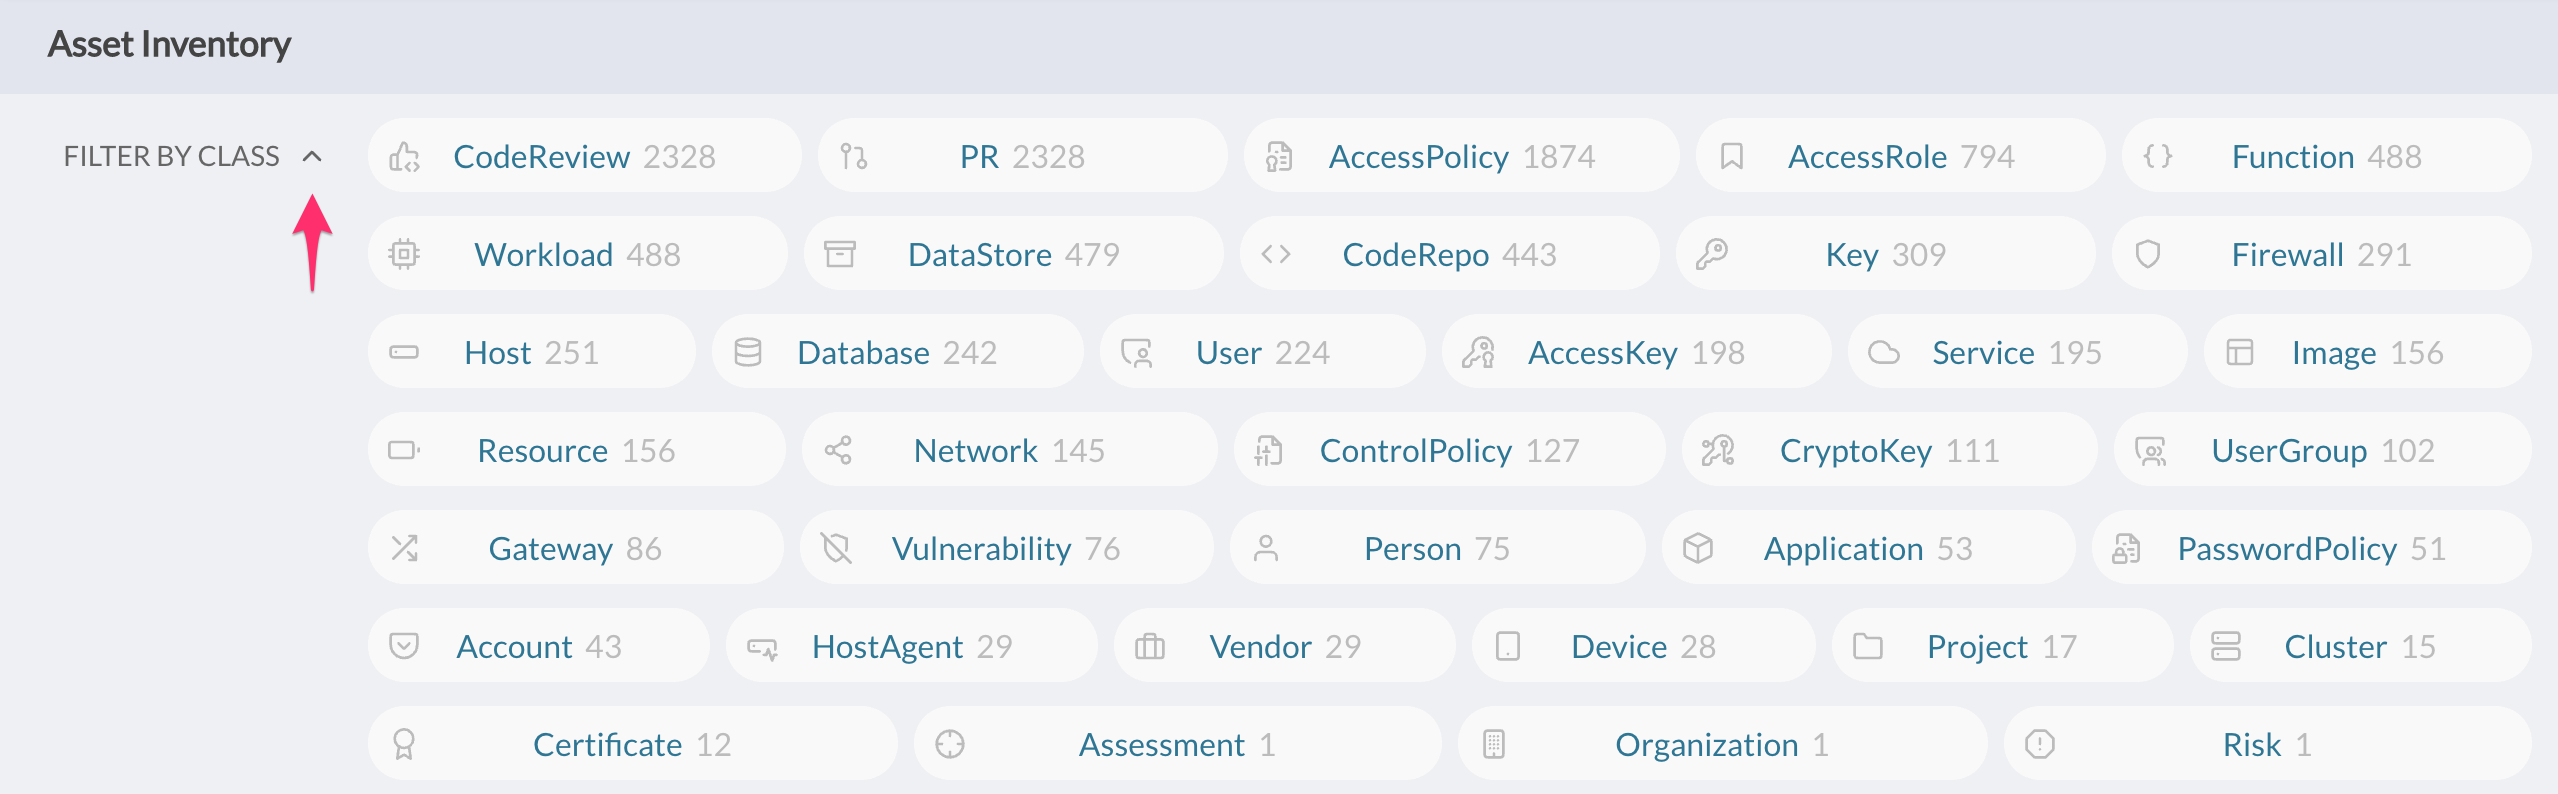 Asset Inventory
FILTER BY CLASS CodeReview 2328 PR 2328 AccessPolicy 1874 AccessRole 794 Function 488
Workload 488 DataStore 479 CodeRepo 443 Key 309 Firewall 291
Host 251 Database 242 User 224 AccessKey 198 Service 195 Image 156
Resource 156 Network 145 ControlPolicy 127 CryptoKey 111 UserGroup 102
Gateway 86 Vulnerability 76 Person 75 Application 53 PasswordPolicy 51
Account 43 HostAgent 29 Vendor 29 Device 28 Project 17 Cluster 15
Certificate 12 Assessment 1 Organization 1 Risk 1